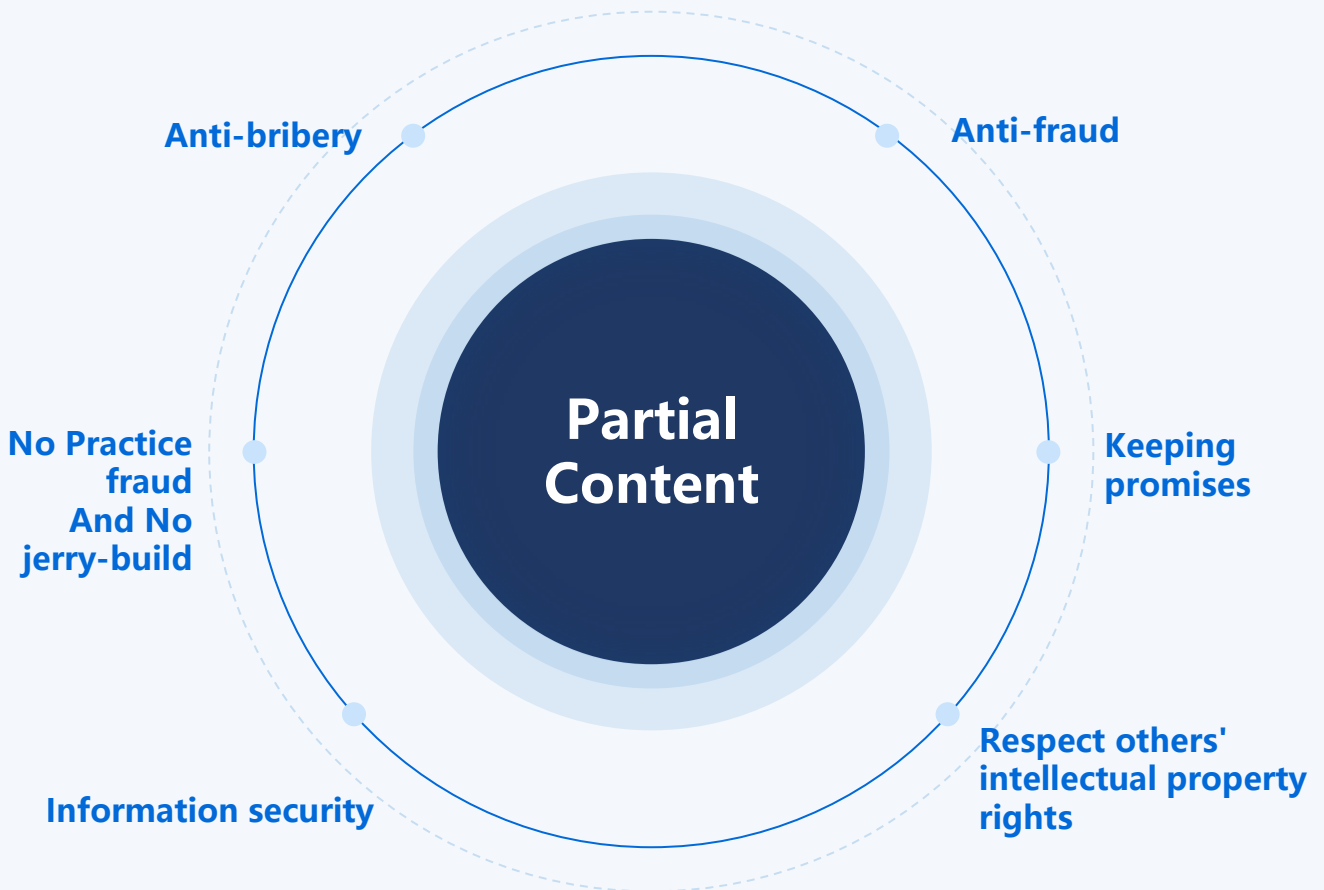 Anti-bribery
Anti-fraud
Partial
Content
No Practice
fraud
And No
jerry-build
Keeping
promises
Respect others'
intellectual property
rights
Information security